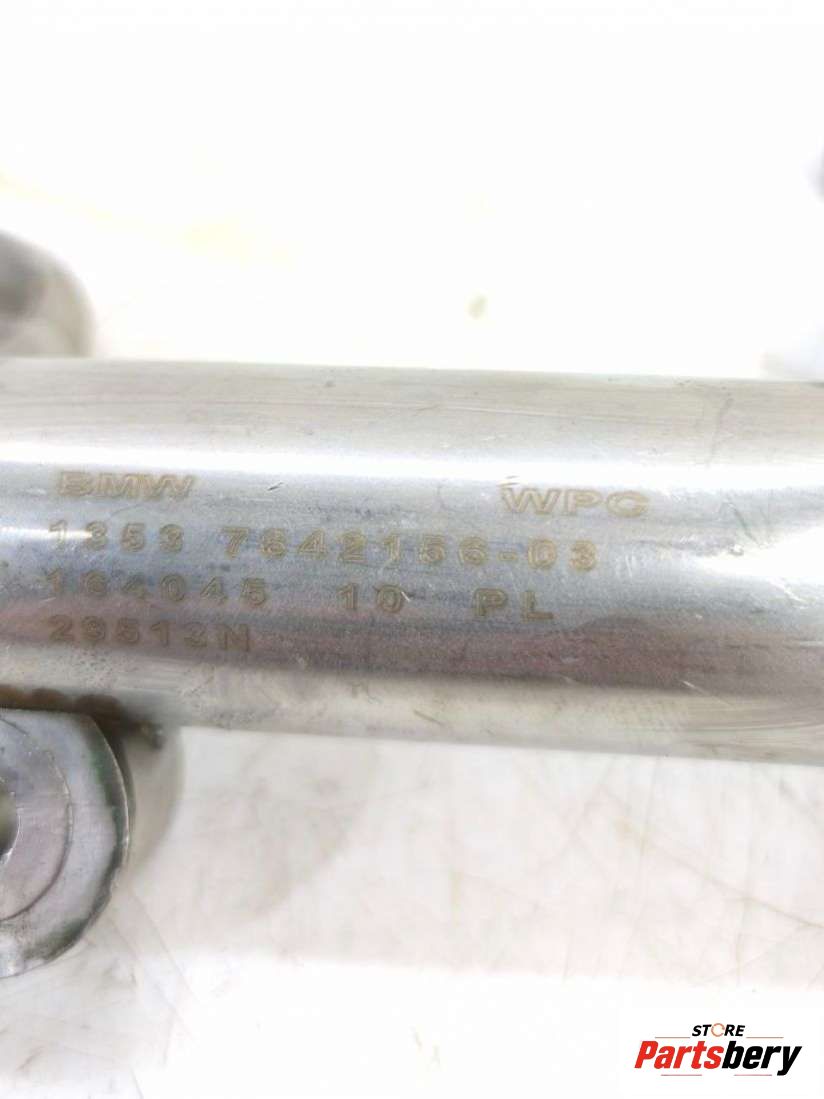 BMW WPC
1353 7642156-03
164045 10 PL
29513N
STORE
Partsbery